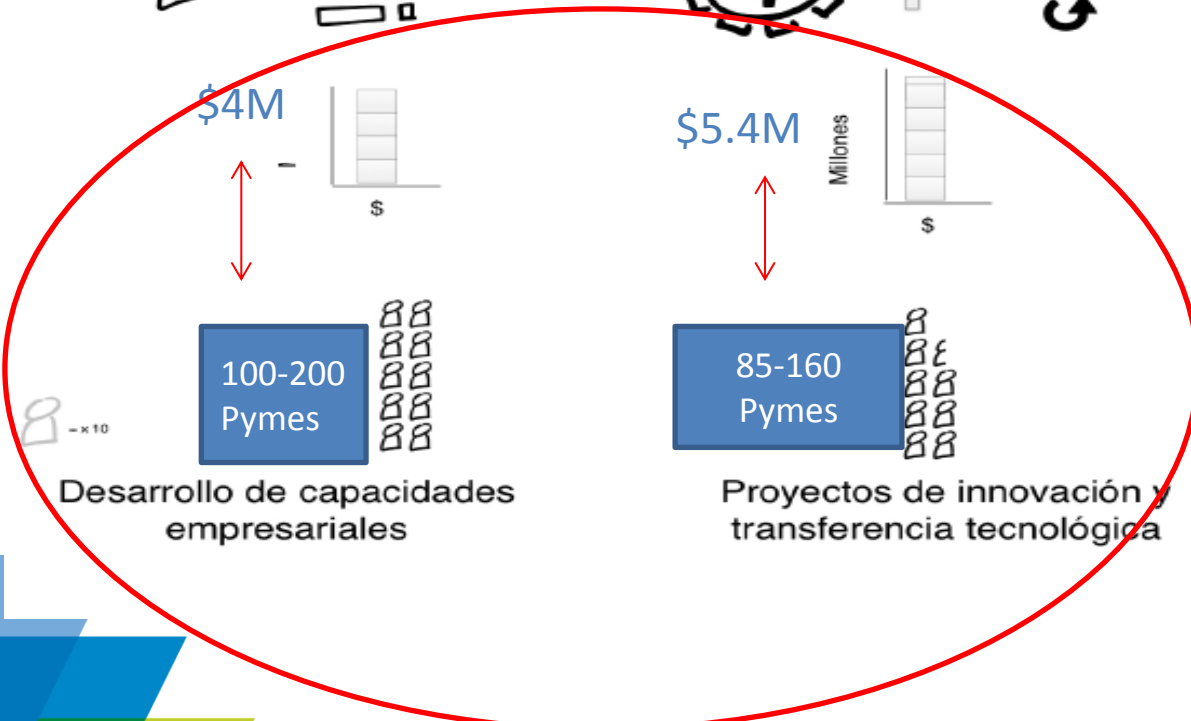 $4M
$5.4M
Millones
$
$
100-200
Pymes
85-160
Pymes
= x 10
Desarrollo de capacidades
empresariales
Proyectos de innovación y
transferencia tecnológica